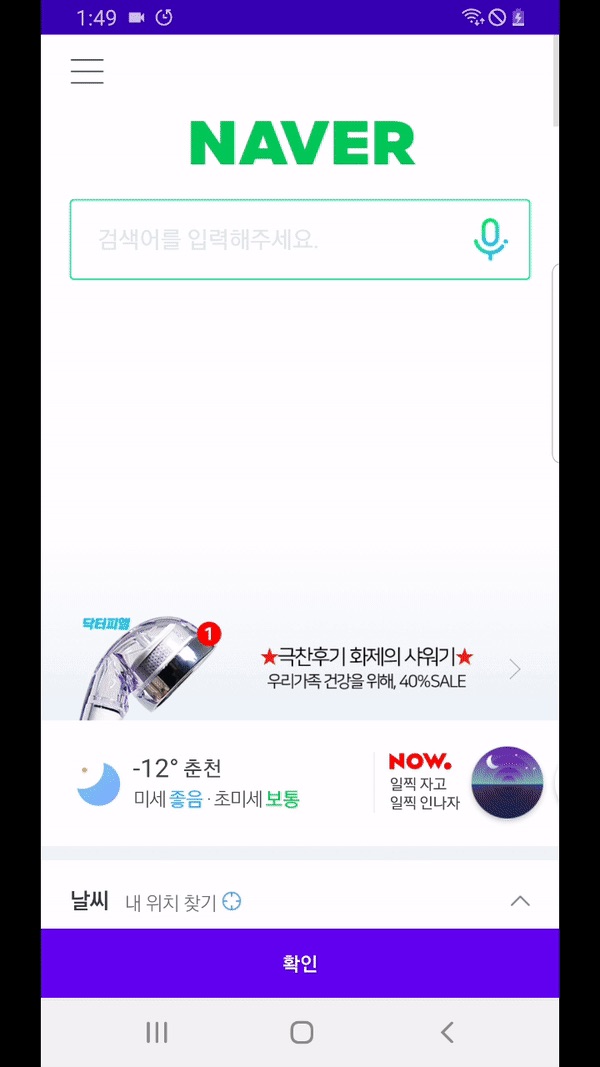 1:49
NAVER
검색어를 입력해주세요.
닥터피엘
1
★극찬후기 화제의 샤워기★
우리가족 건강을 위해, 40%SALE
-12° 춘천
미세 좋음 · 초미세 보통
NOW.
일찍 자고
일찍 인나자
날씨 내 위치 찾기
확인